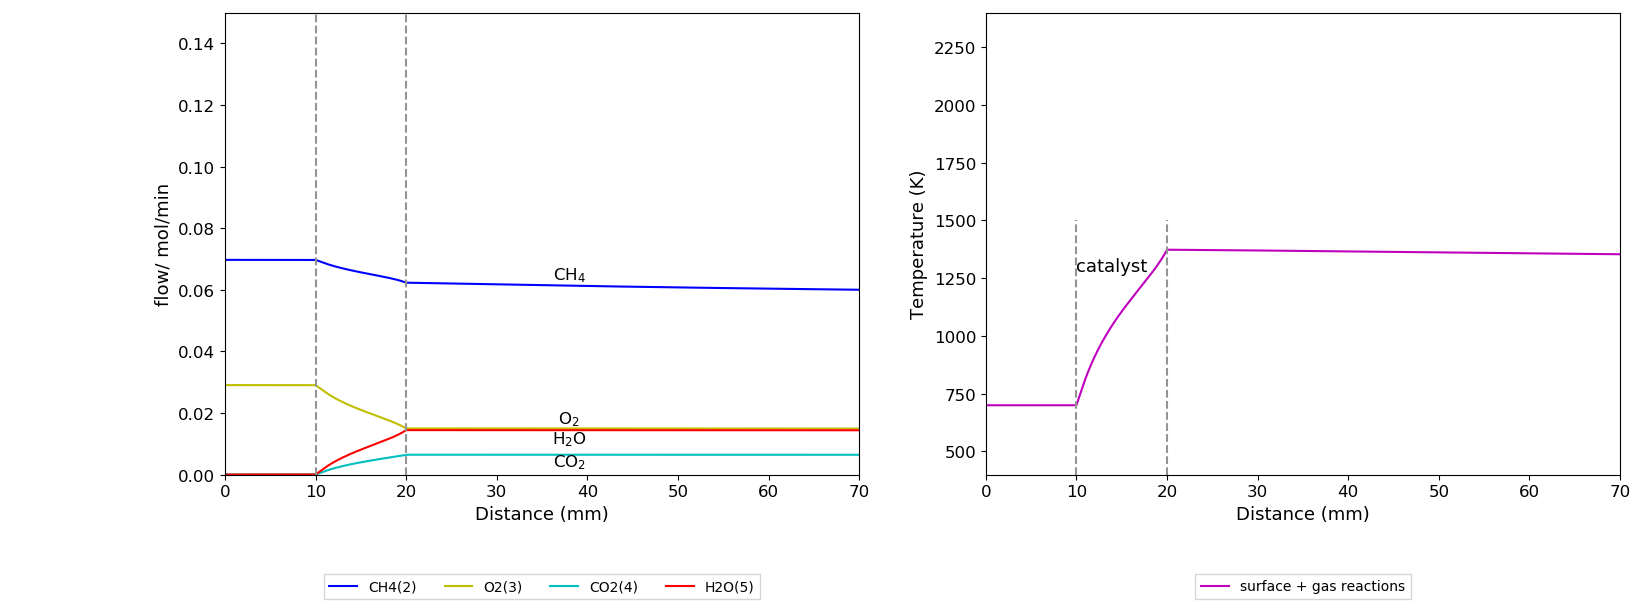 0.14
0.12
0.10
0.08
0.06
0.04
0.02
0.00
flow/ mol/min
CH₄
O₂
H₂O
CO₂
0 10 20 30 40 50 60 70
Distance (mm)
CH4(2) O2(3) CO2(4) H2O(5)
2250
2000
1750
1500
1250
1000
750
500
Temperature (K)
catalyst
0 10 20 30 40 50 60 70
Distance (mm)
surface + gas reactions